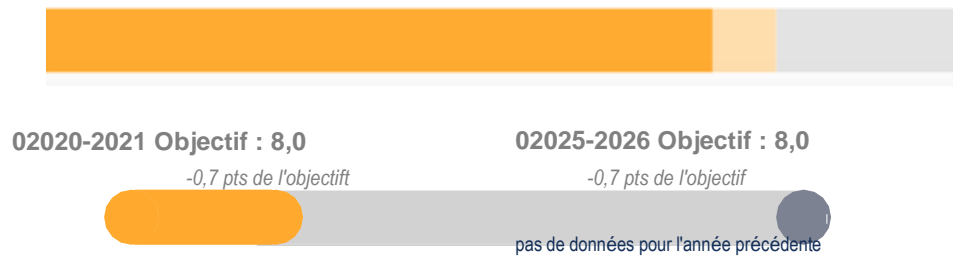 02020-2021 Objectif : 8,0
02025-2026 Objectif : 8,0
-0,7 pts de l'objectift
-0,7 pts de l'objectif
pas de données pour l'année précédente